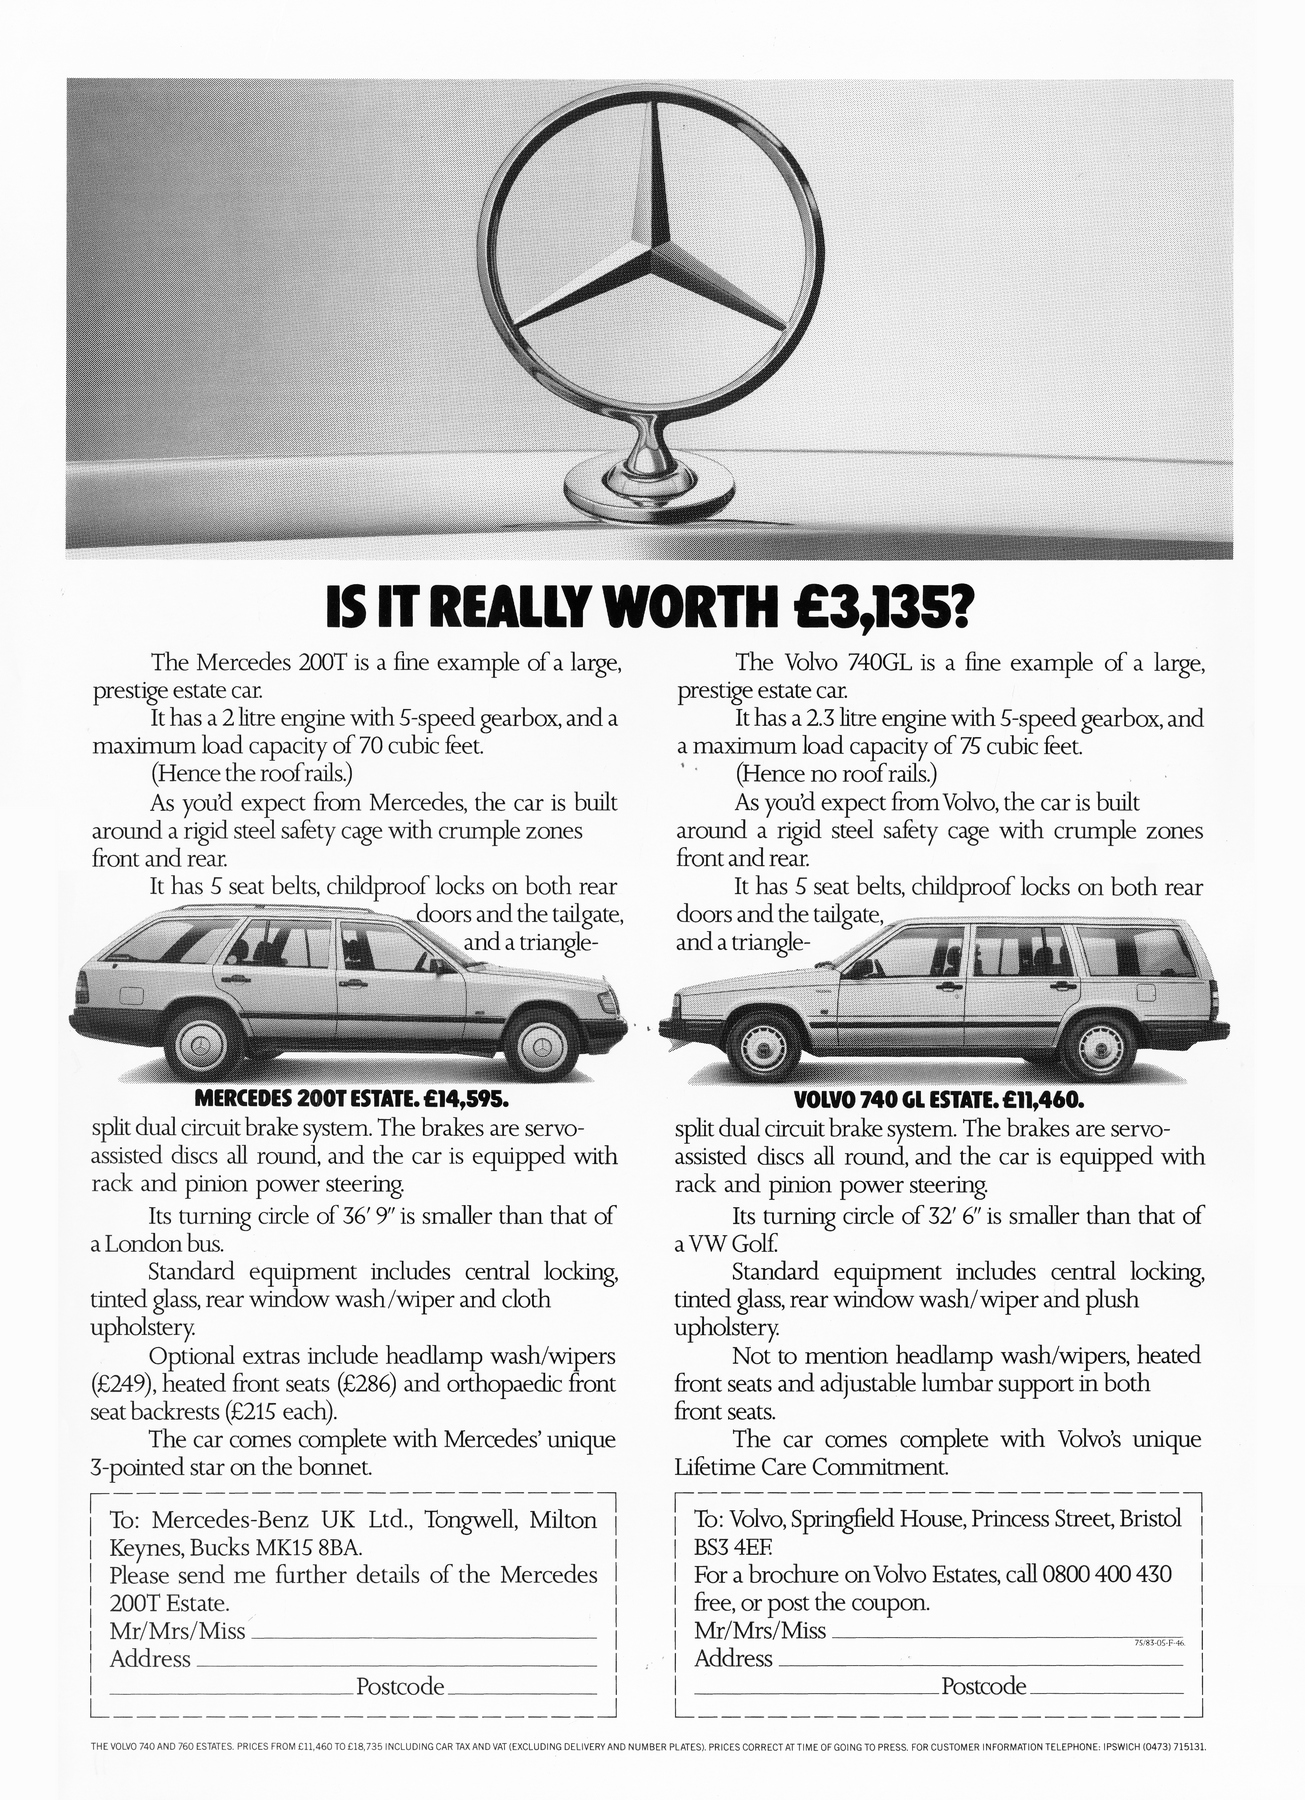 IS IT REALLY WORTH £3,135?
The Mercedes 200T is a fine example of a large,
prestige estate car.
It has a 2 litre engine with 5-speed gearbox, and a
maximum load capacity of 70 cubic feet.
(Hence the roof rails.)
As you'd expect from Mercedes, the car is built
around a rigid steel safety cage with crumple zones
front and rear.
It has 5 seat belts, childproof locks on both rear
doors and the tailgate,
and a triangle-
MERCEDES 200T ESTATE. £14,595.
split dual circuit brake system. The brakes are servo-
assisted discs all round, and the car is equipped with
rack and pinion power steering.
Its turning circle of 36′ 9″ is smaller than that of
a London bus.
Standard equipment includes central locking,
tinted glass, rear window wash/wiper and cloth
upholstery.
Optional extras include headlamp wash/wipers
(£249), heated front seats (£286) and orthopaedic front
seat backrests (£215 each).
The car comes complete with Mercedes' unique
3-pointed star on the bonnet.
To: Mercedes-Benz UK Ltd., Tongwell, Milton
Keynes, Bucks MK15 8BA.
Please send me further details of the Mercedes
200T Estate.
Mr/Mrs/Miss
Address
Postcode
The Volvo 740GL is a fine example of a large,
prestige estate car.
It has a 2.3 litre engine with 5-speed gearbox, and
a maximum load capacity of 75 cubic feet.
(Hence no roof rails.)
As you'd expect from Volvo, the car is built
around a rigid steel safety cage with crumple zones
front and rear.
It has 5 seat belts, childproof locks on both rear
doors and the tailgate,
and a triangle-
VOLVO 740 GL ESTATE. £11,460.
split dual circuit brake system. The brakes are servo-
assisted discs all round, and the car is equipped with
rack and pinion power steering.
Its turning circle of 32′ 6″ is smaller than that of
a VW Golf.
Standard equipment includes central locking,
tinted glass, rear window wash/wiper and plush
upholstery.
Not to mention headlamp wash/wipers, heated
front seats and adjustable lumbar support in both
front seats.
The car comes complete with Volvo's unique
Lifetime Care Commitment.
To: Volvo, Springfield House, Princess Street, Bristol
BS3 4EF.
For a brochure on Volvo Estates, call 0800 400 430
free, or post the coupon.
Mr/Mrs/Miss
75/83-05-F-46.
Address
Postcode
THE VOLVO 740 AND 760 ESTATES. PRICES FROM £11,460 TO £18,735 INCLUDING CAR TAX AND VAT (EXCLUDING DELIVERY AND NUMBER PLATES). PRICES CORRECT AT TIME OF GOING TO PRESS. FOR CUSTOMER INFORMATION TELEPHONE: IPSWICH (0473) 715131.